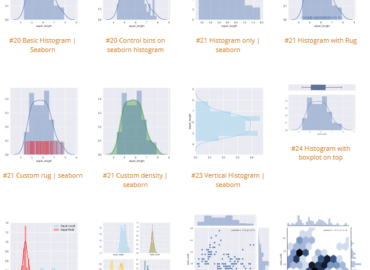 #20 Basic Histogram |
Seaborn
#20 Control bins on
seaborn histogram
#21 Histogram only |
seaborn
#21 Histogram with Rug
#21 Custom rug | seaborn
#21 Custom density |
seaborn
#23 Vertical Histogram |
seaborn
#24 Histogram with
boxplot on top